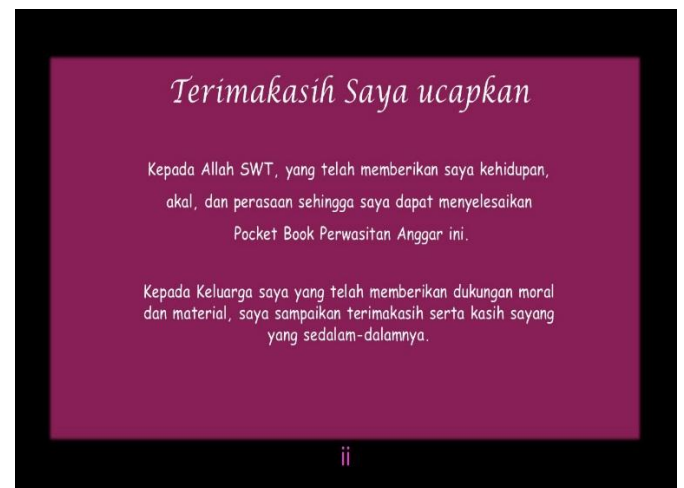 Terimakasih Saya ucapkan
Kepada Allah SWT, yang telah memberikan saya kehidupan,
akal, dan perasaan sehingga saya dapat menyelesaikan
Pocket Book Perwasitan Anggar ini.
Kepada Keluarga saya yang telah memberikan dukungan moral
dan material, saya sampaikan terimakasih serta kasih sayang
yang sedalam-dalamnya.
ii